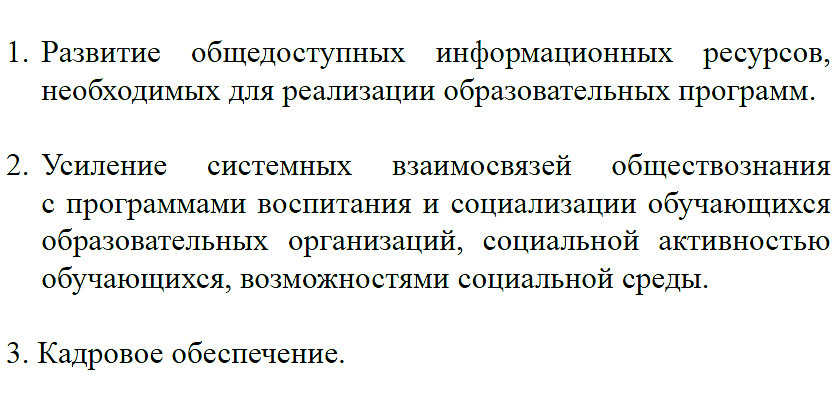 1. Развитие общедоступных информационных ресурсов,
необходимых для реализации образовательных программ.
2. Усиление системных взаимосвязей обществознания
с программами воспитания и социализации обучающихся
образовательных организаций, социальной активностью
обучающихся, возможностями социальной среды.
3. Кадровое обеспечение.